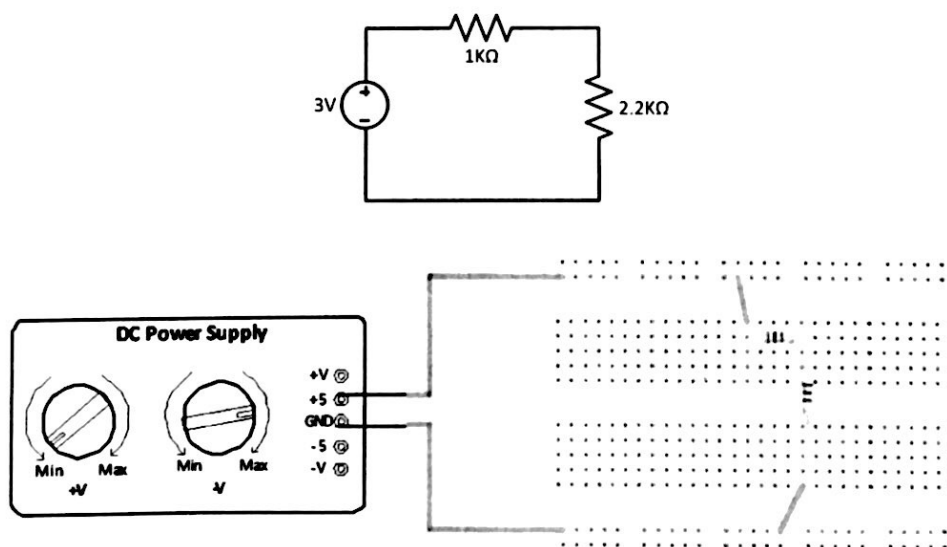 1KΩ
3V
+
−
2.2KΩ
DC Power Supply
+V
+5
GND
-5
-V
Min Max
+V
Min Max
-V